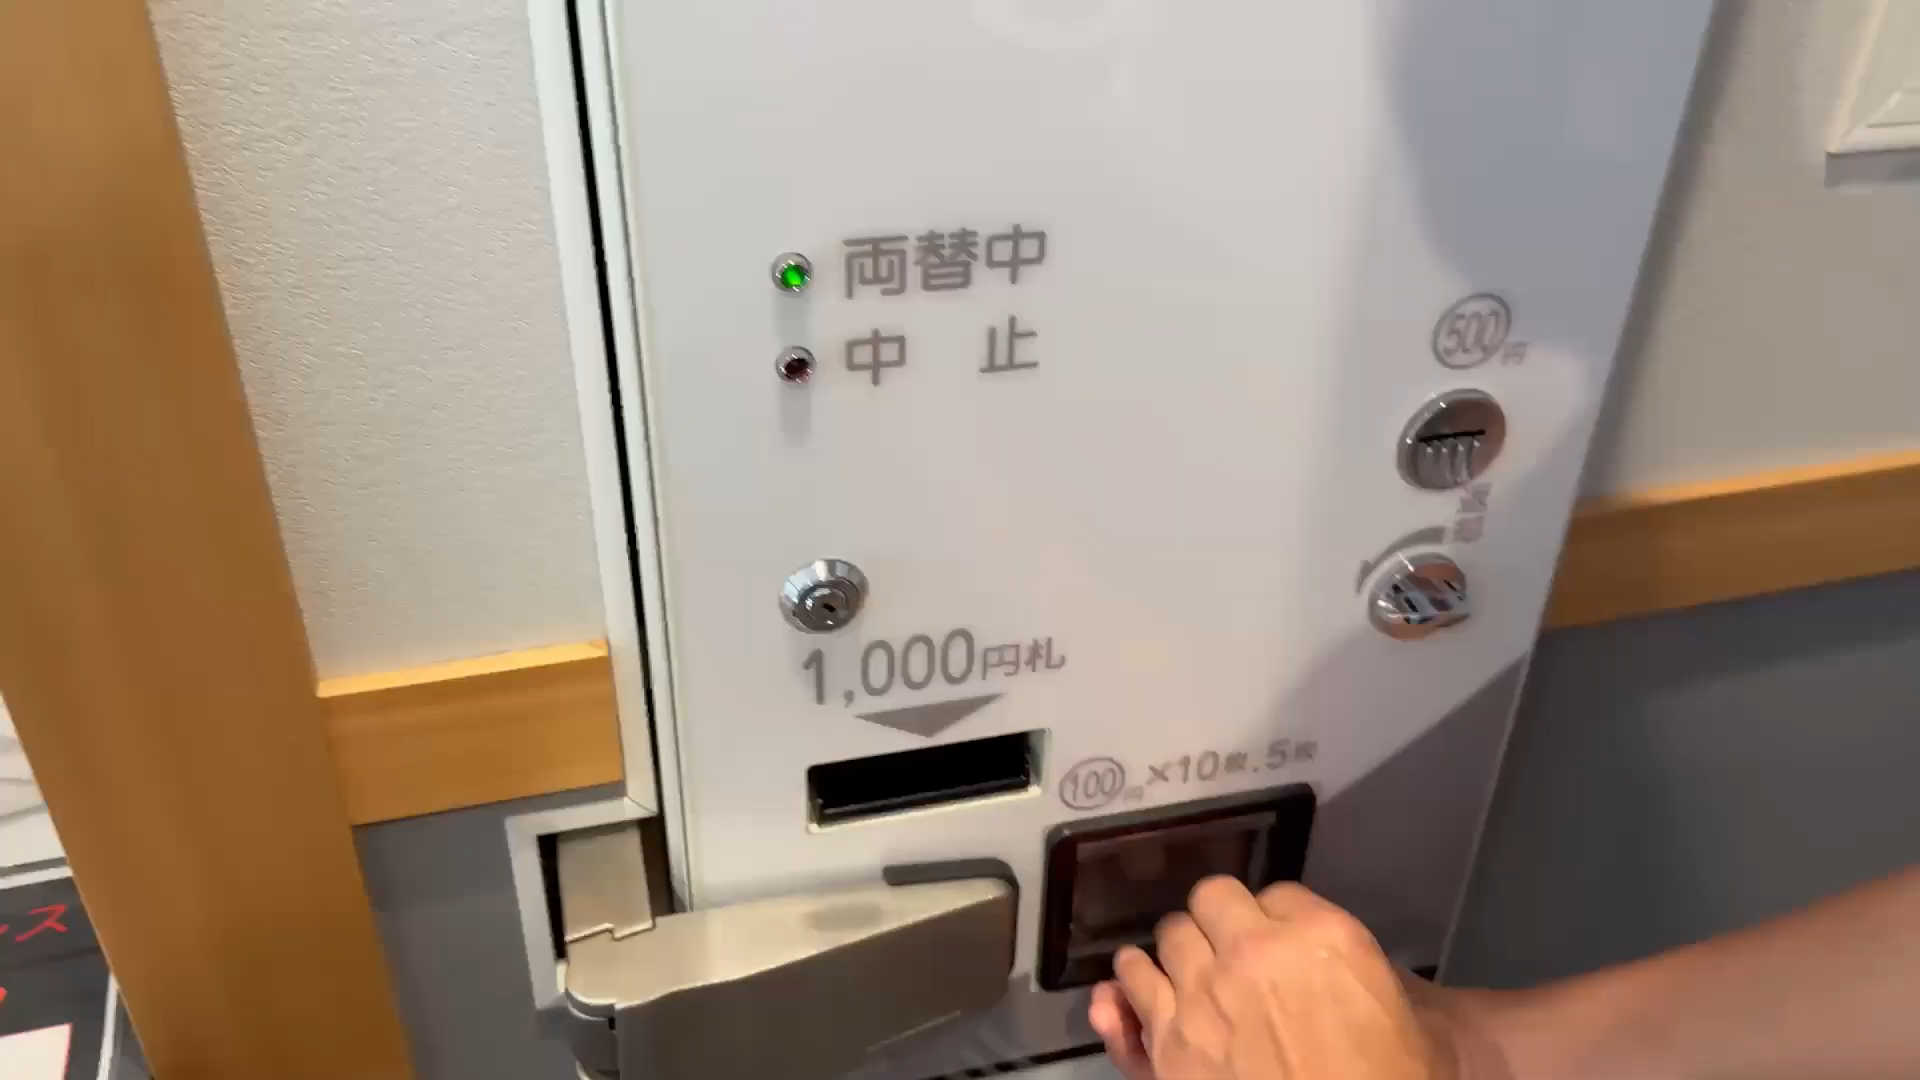 両替中
中 止
500円
返却
1,000円札
100円×10枚.5枚
ス